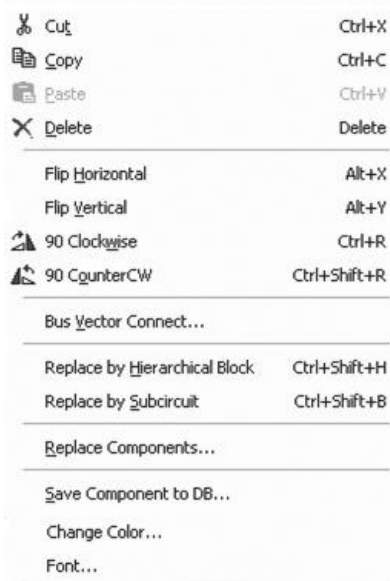 Cut Ctrl+X
Copy Ctrl+C
Paste Ctrl+V
Delete Delete
Flip Horizontal Alt+X
Flip Vertical Alt+Y
90 Clockwise Ctrl+R
90 CounterCW Ctrl+Shift+R
Bus Vector Connect...
Replace by Hierarchical Block Ctrl+Shift+H
Replace by Subcircuit Ctrl+Shift+B
Replace Components...
Save Component to DB...
Change Color...
Font...